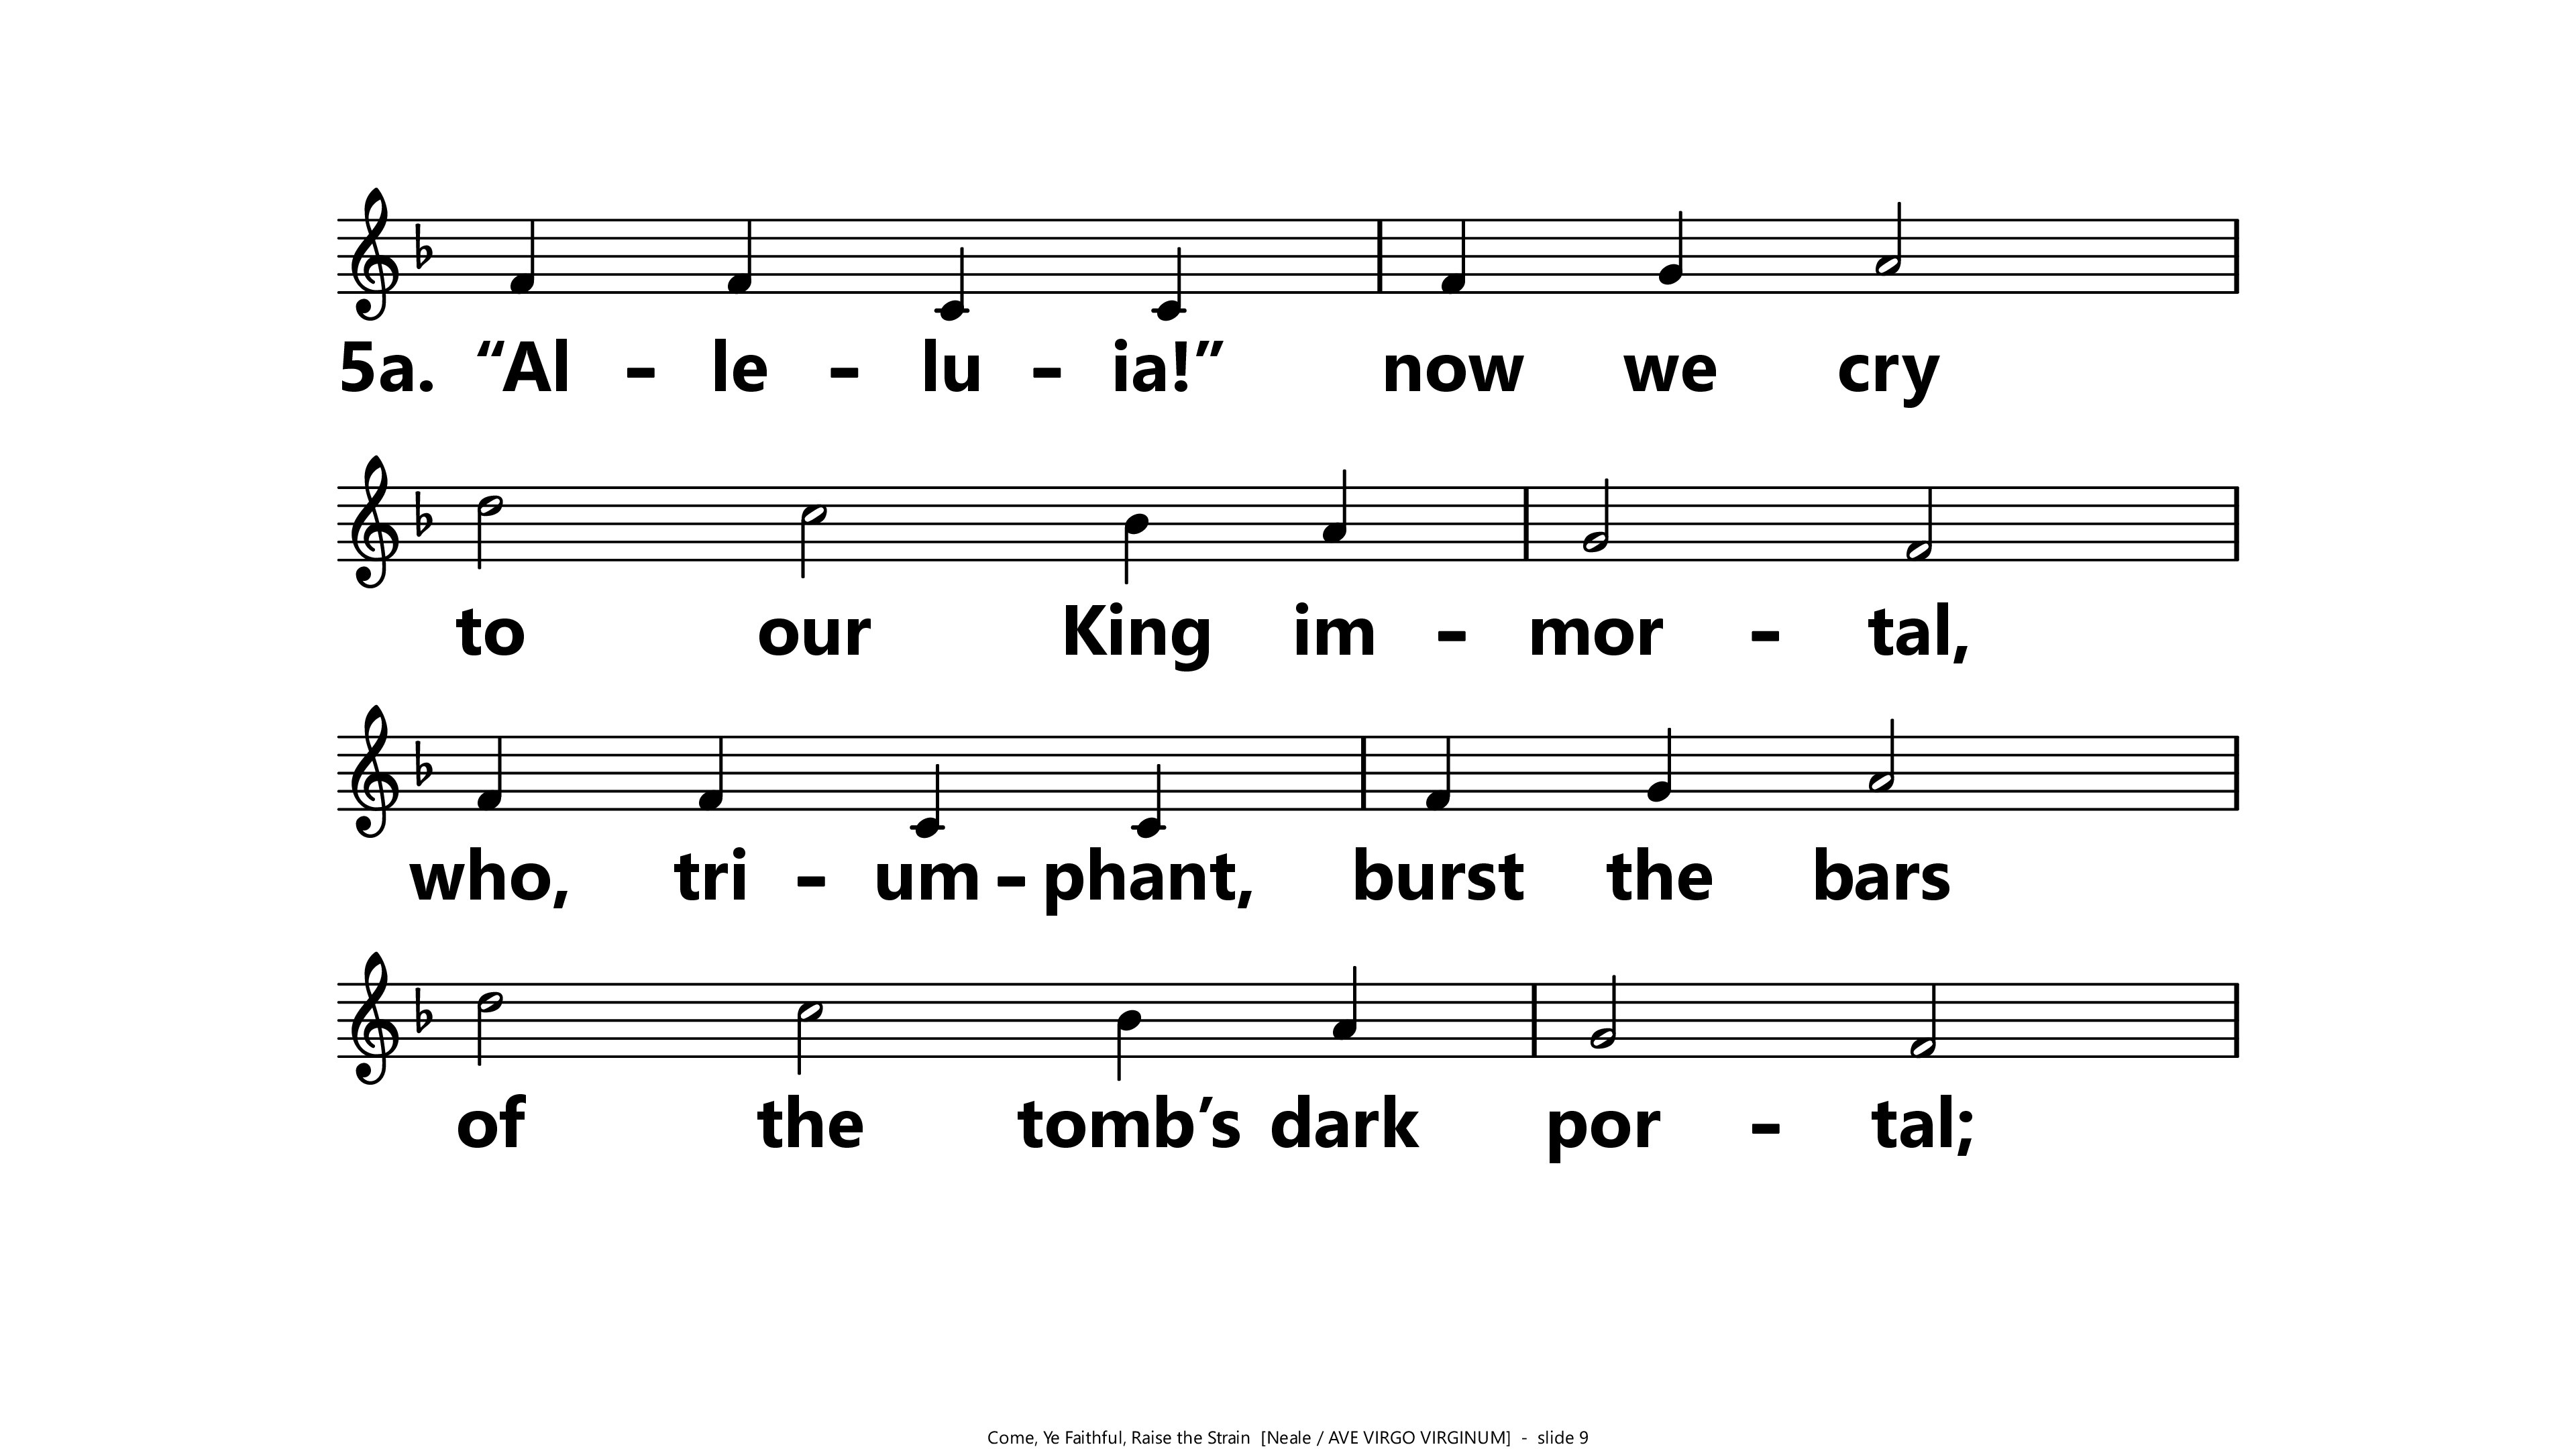 5a. “Al - le - lu - ia!” now we cry
to our King im - mor - tal,
who, tri - um - phant, burst the bars
of the tomb’s dark por - tal;
Come, Ye Faithful, Raise the Strain [Neale / AVE VIRGO VIRGINUM] - slide 9